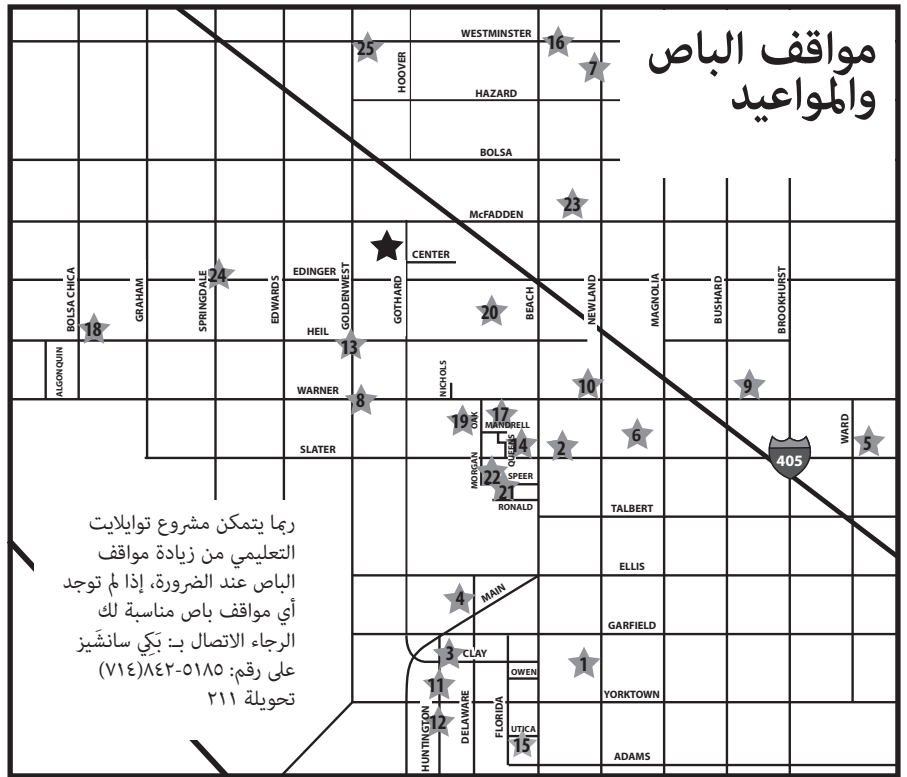 مواقف الباص
والمواعيد
WESTMINSTER
25
16
7
HOOVER
HAZARD
BOLSA
23
McFADDEN
CENTER
24
EDINGER
BOLSA CHICA
GRAHAM
SPRINGDALE
EDWARDS
GOLDENWEST
GOTHARD
BEACH
NEWLAND
MAGNOLIA
BUSHARD
BROOKHURST
20
18
HEIL
13
ALGONQUIN
NICHOLS
10
9
WARNER
8
19
OAK
17
MANDRELL
QUEENS
14
2
6
WARD
5
SLATER
405
MORGAN
22
SPEER
21
RONALD
TALBERT
ربما يتمكن مشروع توايلايت
التعليمي من زيادة مواقف
الباص عند الضرورة، إذا لم توجد
أي مواقف باص مناسبة لك
الرجاء الاتصال بـ: بَكِي سانشَيز
على رقم: ٥١٨٥-٨٤٢(٧١٤)
تحويلة ٢١١
ELLIS
4
MAIN
GARFIELD
3
CLAY
1
OWEN
11
YORKTOWN
HUNTINGTON
12
DELAWARE
FLORIDA
UTICA
15
ADAMS